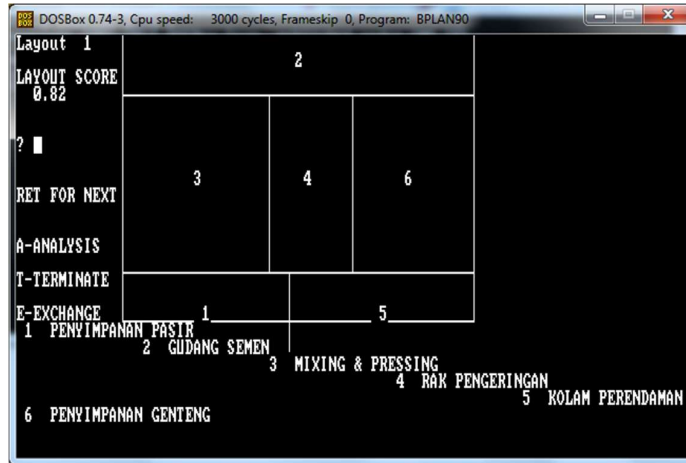 DOSBox 0.74-3, Cpu speed: 3000 cycles, Frameskip 0, Program: BPLAN90
Layout 1
2
LAYOUT SCORE
0.82
?
3 4 6
RET FOR NEXT
A-ANALYSIS
T-TERMINATE
E-EXCHANGE 1 5
1 PENYIMPANAN PASIR
2 GUDANG SEMEN
3 MIXING & PRESSING
4 RAK PENGERINGAN
5 KOLAM PERENDAMAN
6 PENYIMPANAN GENTENG